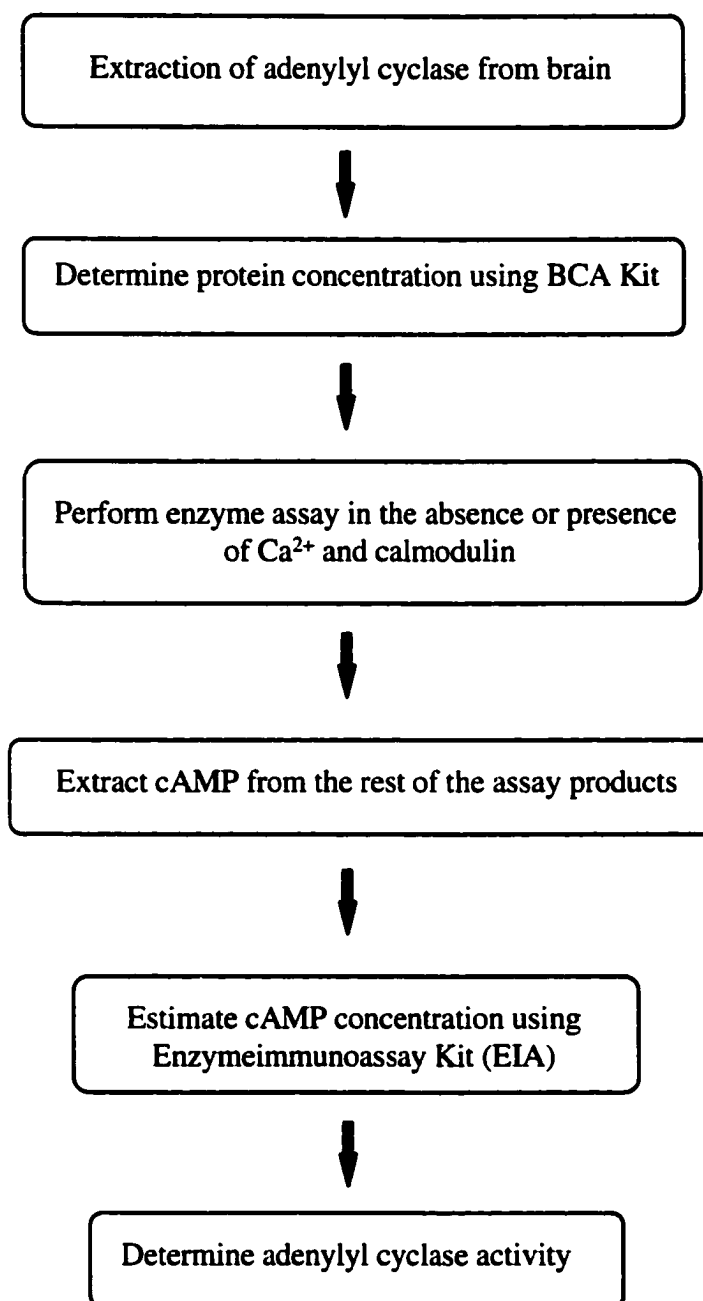 Extraction of adenylyl cyclase from brain
Determine protein concentration using BCA Kit
Perform enzyme assay in the absence or presence
of Ca²⁺ and calmodulin
Extract cAMP from the rest of the assay products
Estimate cAMP concentration using
Enzymeimmunoassay Kit (EIA)
Determine adenylyl cyclase activity